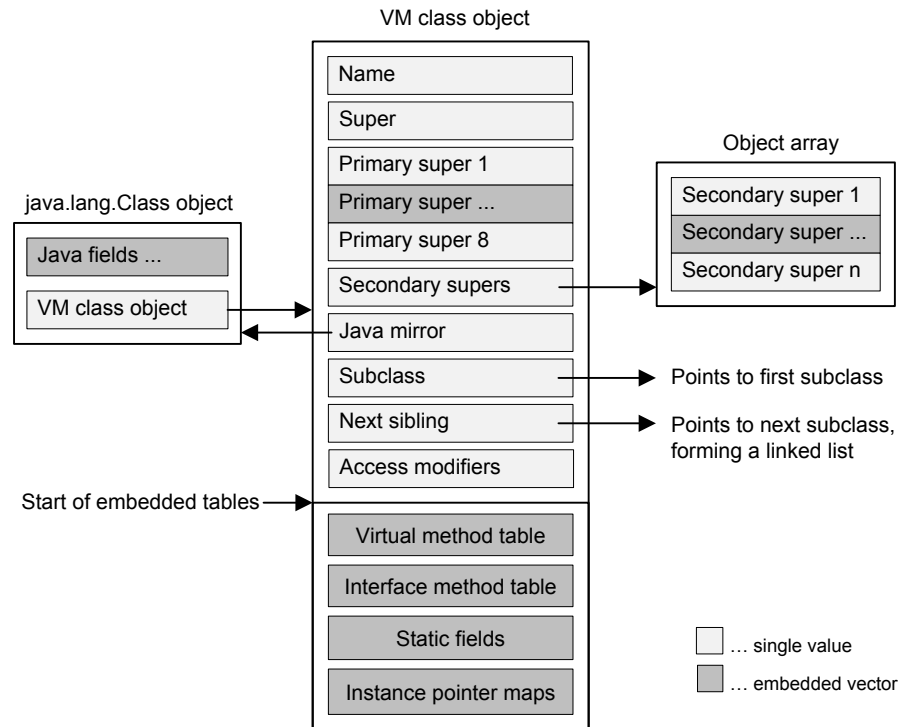 VM class object
Name
Super
Primary super 1
Primary super ...
Primary super 8
Secondary supers
Java mirror
Subclass
Next sibling
Access modifiers
Virtual method table
Interface method table
Static fields
Instance pointer maps
java.lang.Class object
Java fields ...
VM class object
Start of embedded tables
Object array
Secondary super 1
Secondary super ...
Secondary super n
Points to first subclass
Points to next subclass,
forming a linked list
... single value
... embedded vector